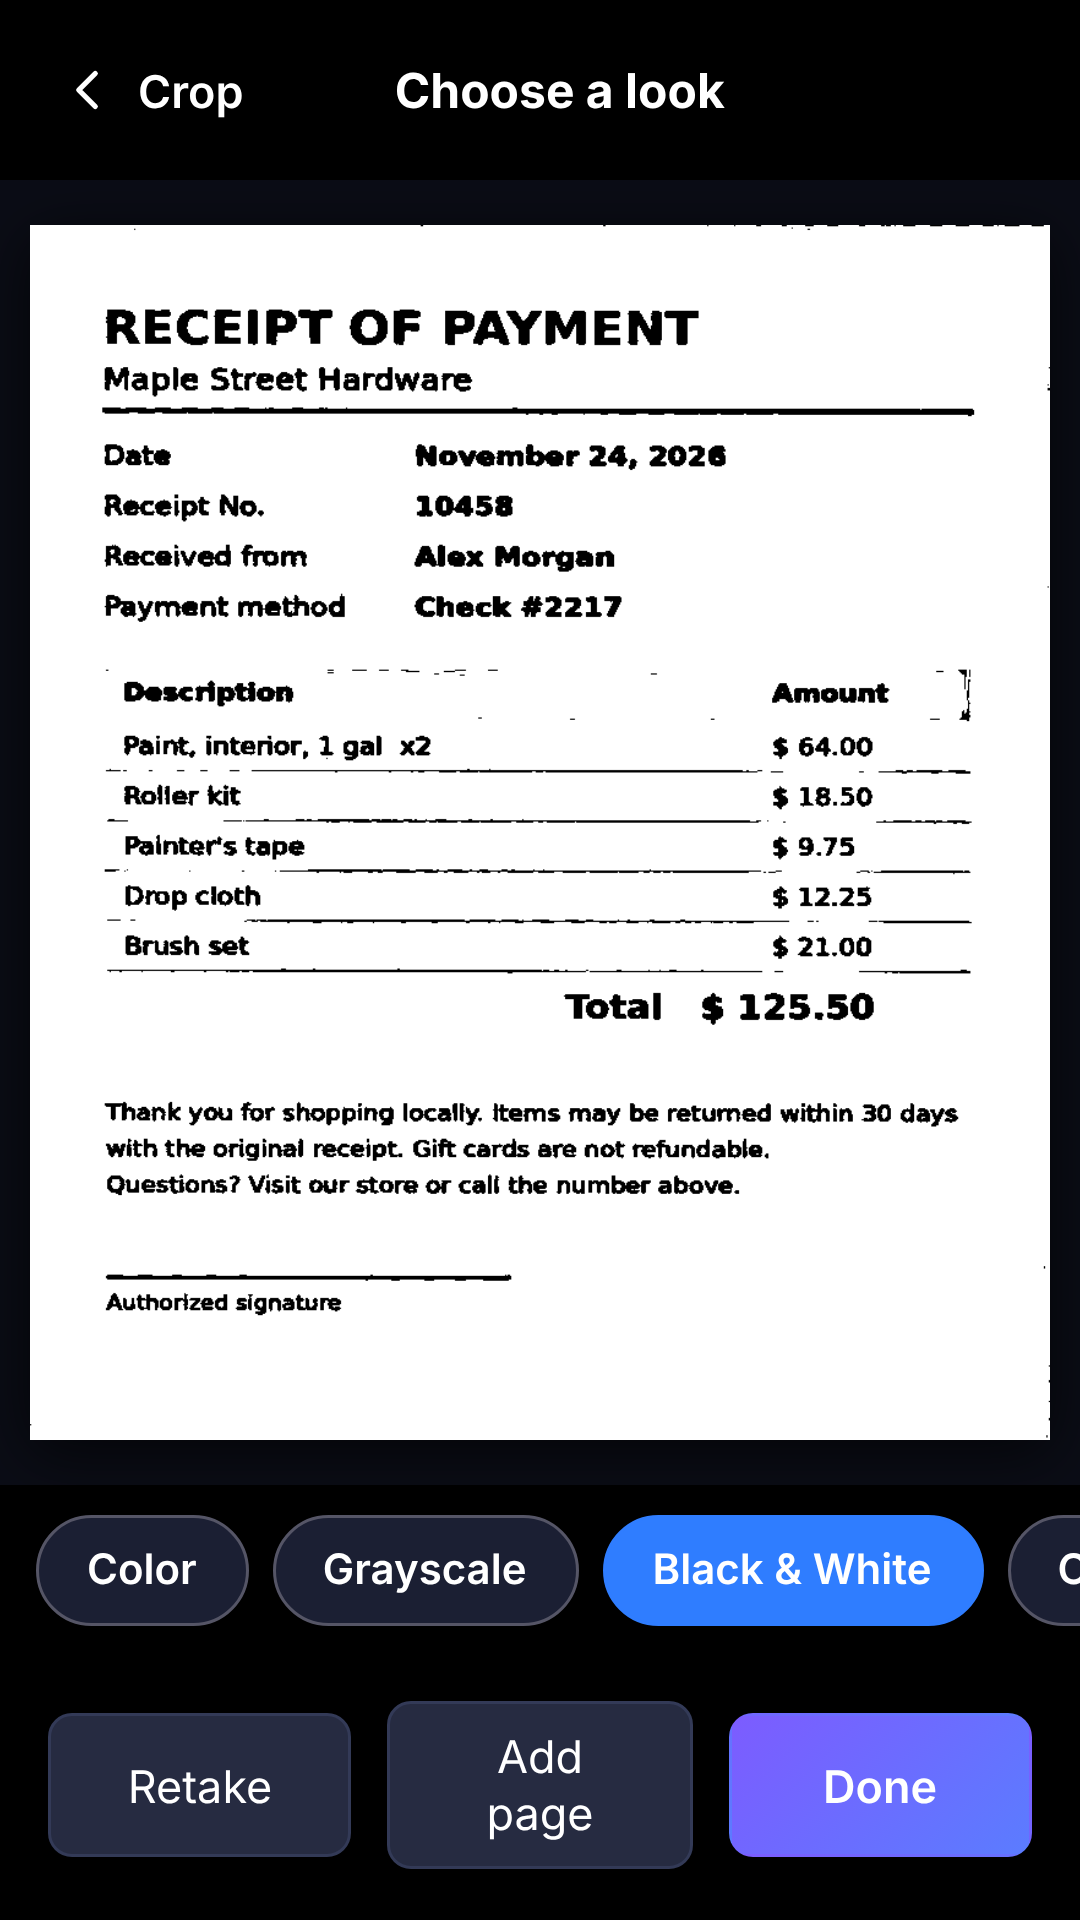 Crop
Choose a look
RECEIPT OF PAYMENT
Maple Street Hardware
Date November 24, 2026
Receipt No. 10458
Received from Alex Morgan
Payment method Check #2217
Description Amount
Paint, interior, 1 gal x2 $ 64.00
Roller kit $ 18.50
Painter's tape $ 9.75
Drop cloth $ 12.25
Brush set $ 21.00
Total $ 125.50
Thank you for shopping locally. Items may be returned within 30 days
with the original receipt. Gift cards are not refundable.
Questions? Visit our store or call the number above.
Authorized signature
Color Grayscale Black & White
Retake Add page Done